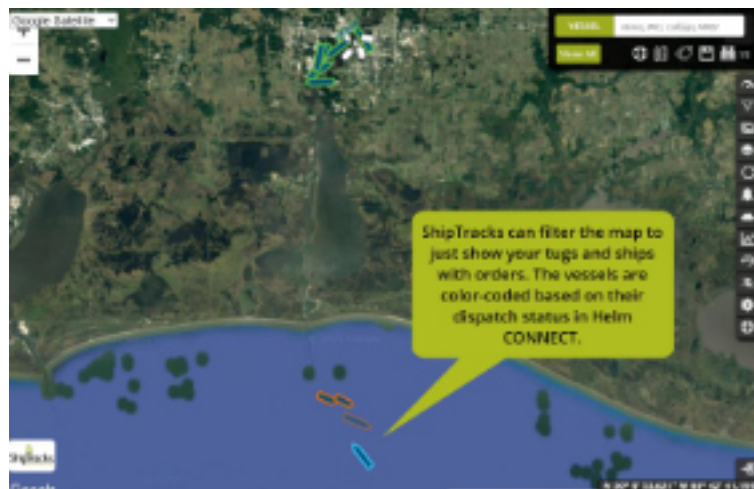 Google Satellite
VESSEL
Show All
ShipTracks can filter the map to
just show your tugs and ships
with orders. The vessels are
color-coded based on their
dispatch status in Helm
CONNECT.
ShipTracks
Google